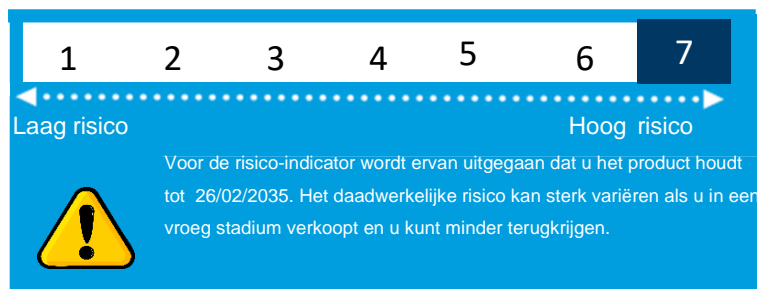 1 2 3 4 5 6 7
Laag risico Hoog risico
Voor de risico-indicator wordt ervan uitgegaan dat u het product houdt
tot 26/02/2035. Het daadwerkelijke risico kan sterk variëren als u in een
vroeg stadium verkoopt en u kunt minder terugkrijgen.